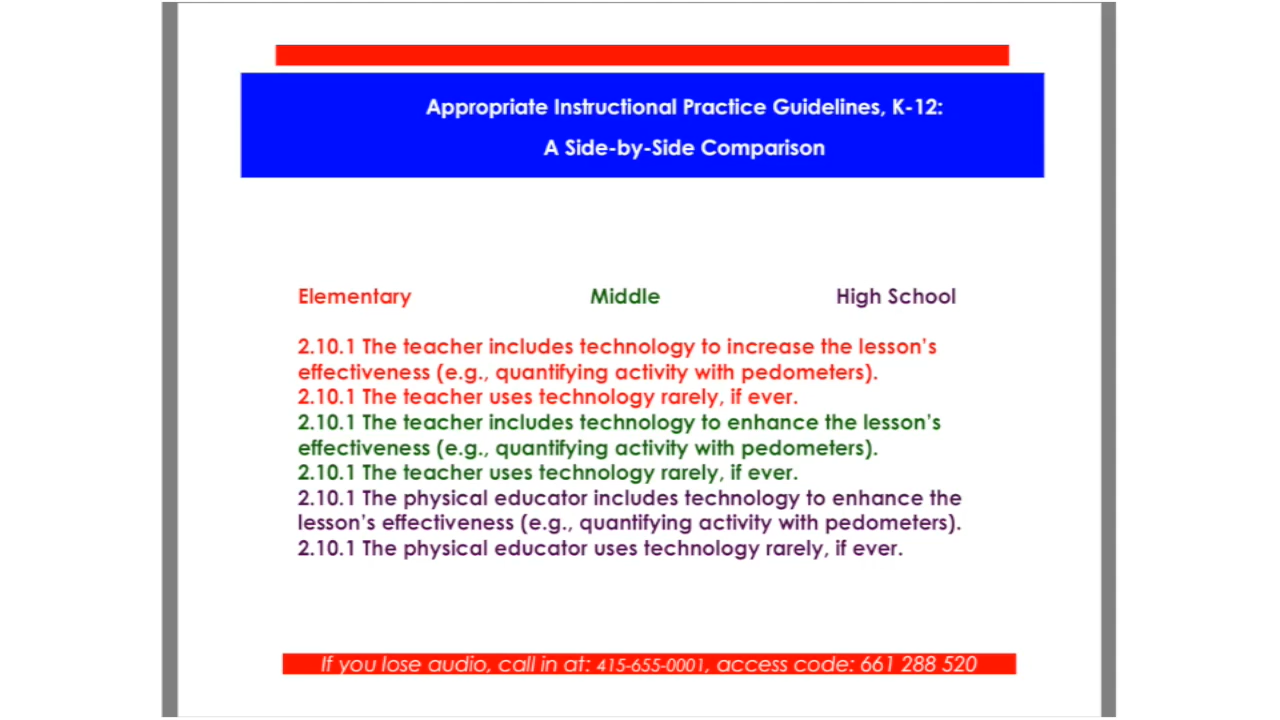 Appropriate Instructional Practice Guidelines, K-12:
A Side-by-Side Comparison
Elementary Middle High School
2.10.1 The teacher includes technology to increase the lesson's
effectiveness (e.g., quantifying activity with pedometers).
2.10.1 The teacher uses technology rarely, if ever.
2.10.1 The teacher includes technology to enhance the lesson's
effectiveness (e.g., quantifying activity with pedometers).
2.10.1 The teacher uses technology rarely, if ever.
2.10.1 The physical educator includes technology to enhance the
lesson's effectiveness (e.g., quantifying activity with pedometers).
2.10.1 The physical educator uses technology rarely, if ever.
If you lose audio, call in at: 415-655-0001, access code: 661 288 520